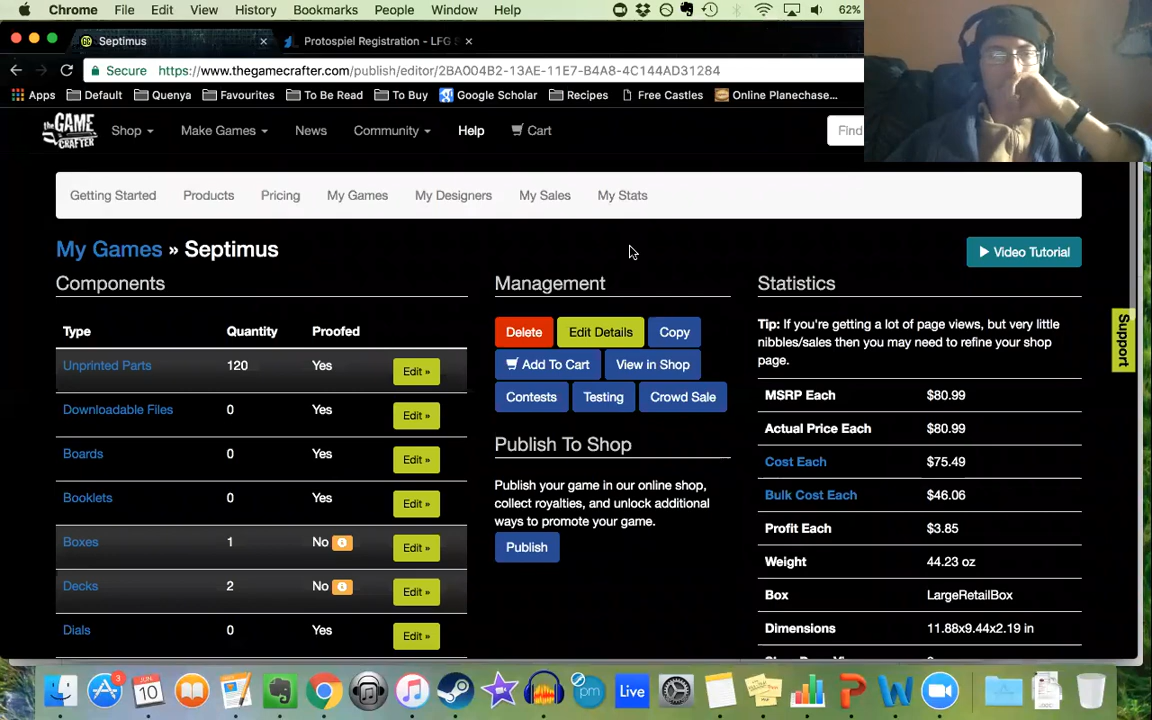 Chrome File Edit View History Bookmarks People Window Help 62%
Septimus × Protospiel Registration - LFG ×
Secure https://www.thegamecrafter.com/publish/editor/2BA004B2-13AE-11E7-B4A8-4C144AD31284
Apps Default Quenya Favourites To Be Read To Buy Google Scholar Recipes Free Castles Online Planechase...
the GAME CRAFTER Shop Make Games News Community Help Cart Find
Getting Started Products Pricing My Games My Designers My Sales My Stats
My Games » Septimus Video Tutorial
Components
Type Quantity Proofed
Unprinted Parts 120 Yes Edit »
Downloadable Files 0 Yes Edit »
Boards 0 Yes Edit »
Booklets 0 Yes Edit »
Boxes 1 No Edit »
Decks 2 No Edit »
Dials 0 Yes Edit »
Management
Delete Edit Details Copy
Add To Cart View in Shop
Contests Testing Crowd Sale
Publish To Shop
Publish your game in our online shop,
collect royalties, and unlock additional
ways to promote your game.
Publish
Statistics
Tip: If you're getting a lot of page views, but very little
nibbles/sales then you may need to refine your shop
page.
MSRP Each $80.99
Actual Price Each $80.99
Cost Each $75.49
Bulk Cost Each $46.06
Profit Each $3.85
Weight 44.23 oz
Box LargeRetailBox
Dimensions 11.88x9.44x2.19 in
Support
3 JUN 10 pm Live